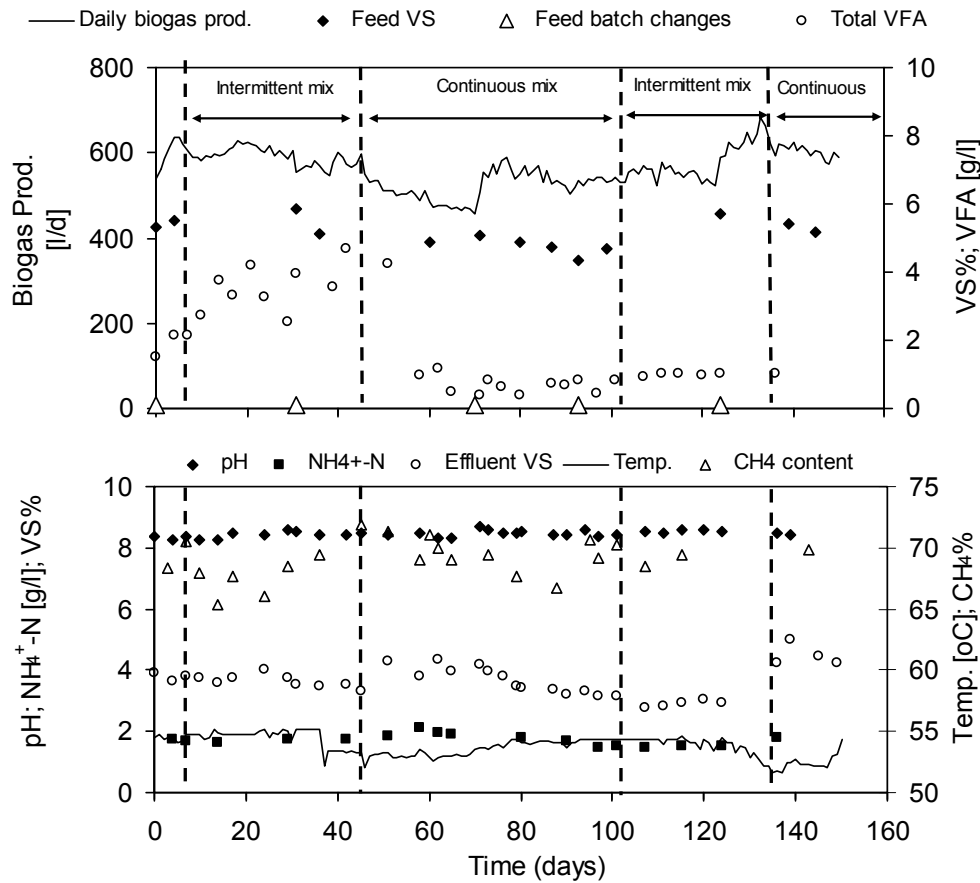 Daily biogas prod. Feed VS Feed batch changes Total VFA
800 10
Intermittent mix Continuous mix Intermittent mix Continuous
600 8
400 6
200 4
0 2
0
Biogas Prod.
[l/d]
VS%; VFA [g/l]
pH NH4+-N Effluent VS Temp. CH4 content
10 75
8 70
6 65
4 60
2 55
0 50
pH; NH₄⁺-N [g/l]; VS%
Temp. [oC]; CH4%
0 20 40 60 80 100 120 140 160
Time (days)